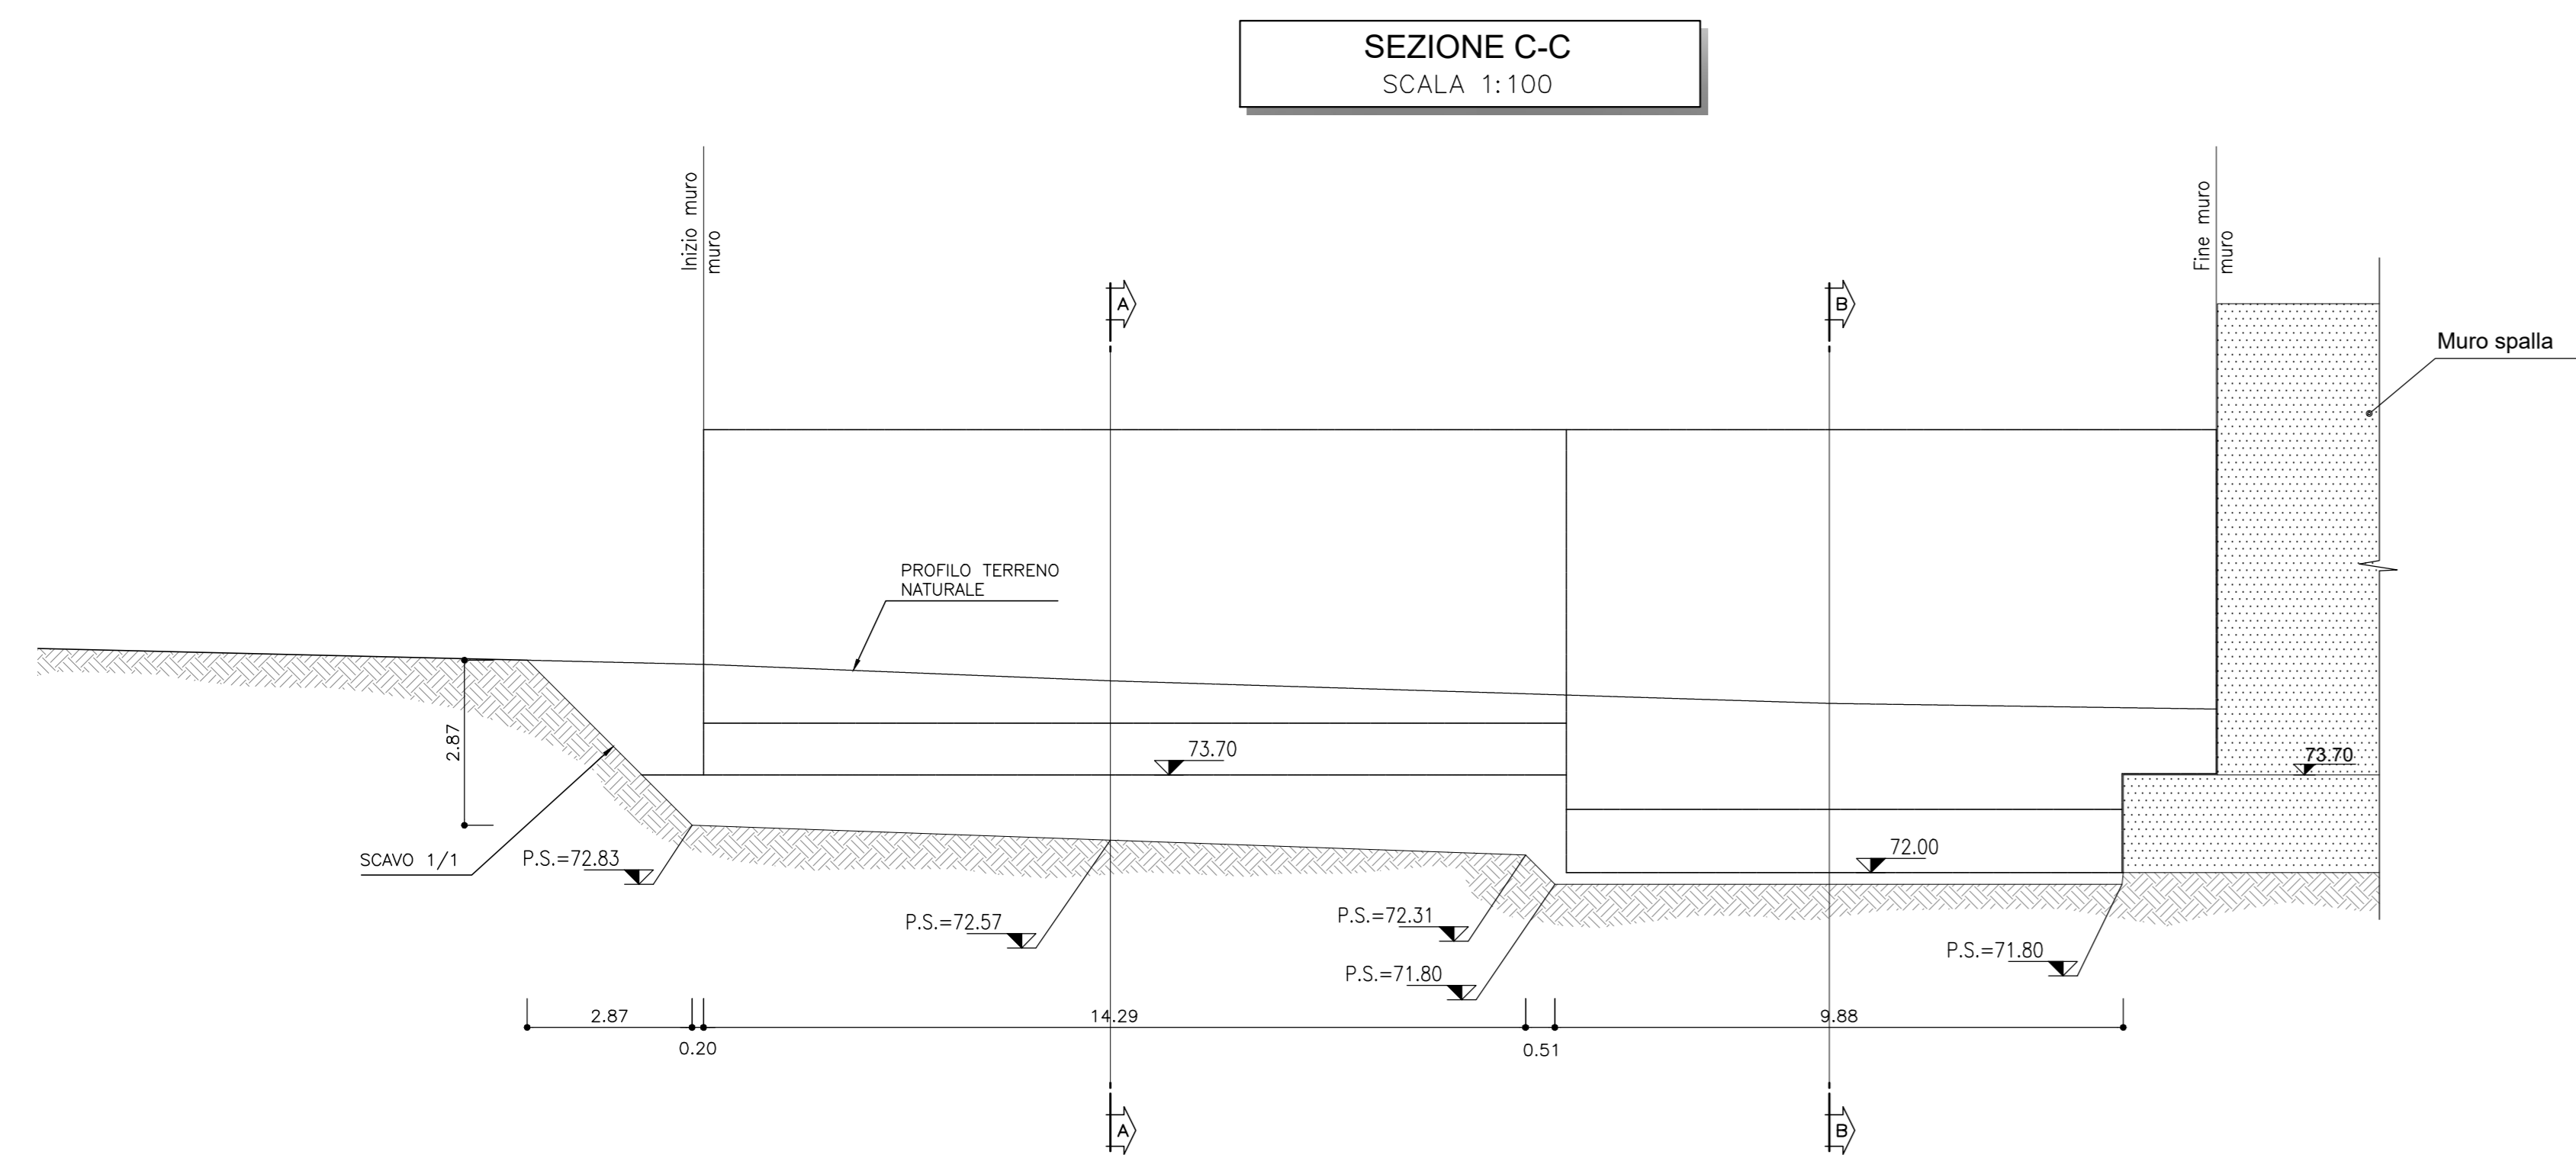 SEZIONE C-C
SCALA 1:100
Inizio muro
muro
Fine muro
muro
A
B
Muro spalla
PROFILO TERRENO
NATURALE
2.87
73.70
73.70
SCAVO 1/1
P.S.=72.83
72.00
P.S.=72.57
P.S.=72.31
P.S.=71.80
P.S.=71.80
2.87
14.29
9.88
0.20
0.51
A
B